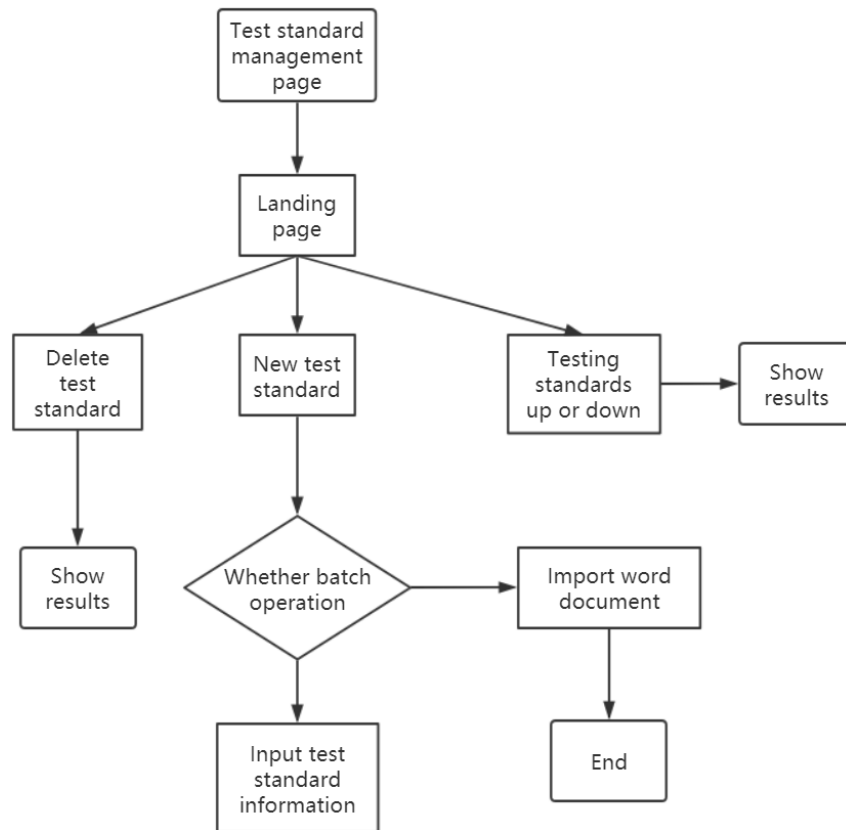 Test standard
management
page
Landing
page
Delete
test
standard
New test
standard
Testing
standards
up or down
Show
results
Show
results
Whether batch
operation
Import word
document
Input test
standard
information
End